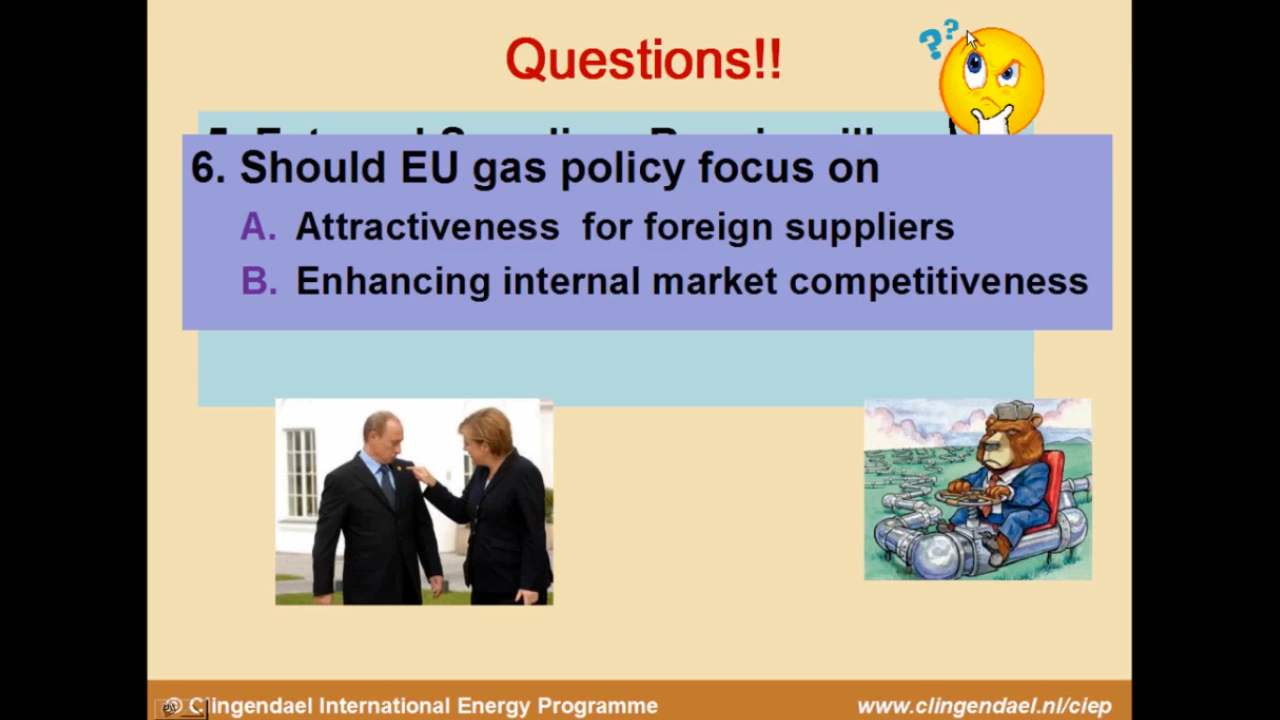 Questions!!
6. Should EU gas policy focus on
A. Attractiveness for foreign suppliers
B. Enhancing internal market competitiveness
© Clingendael International Energy Programme
www.clingendael.nl/ciep